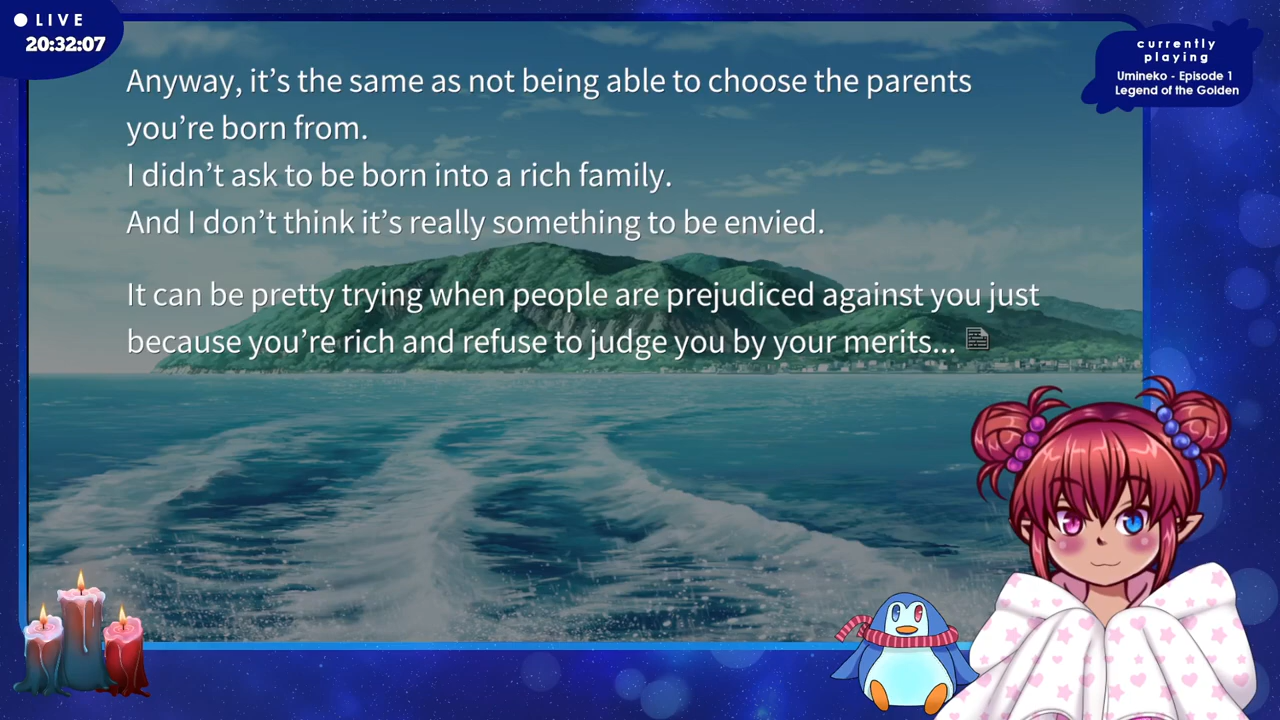 LIVE
20:32:07
currently
playing
Umineko - Episode 1
Legend of the Golden
Anyway, it’s the same as not being able to choose the parents
you’re born from.
I didn’t ask to be born into a rich family.
And I don’t think it’s really something to be envied.
It can be pretty trying when people are prejudiced against you just
because you’re rich and refuse to judge you by your merits...